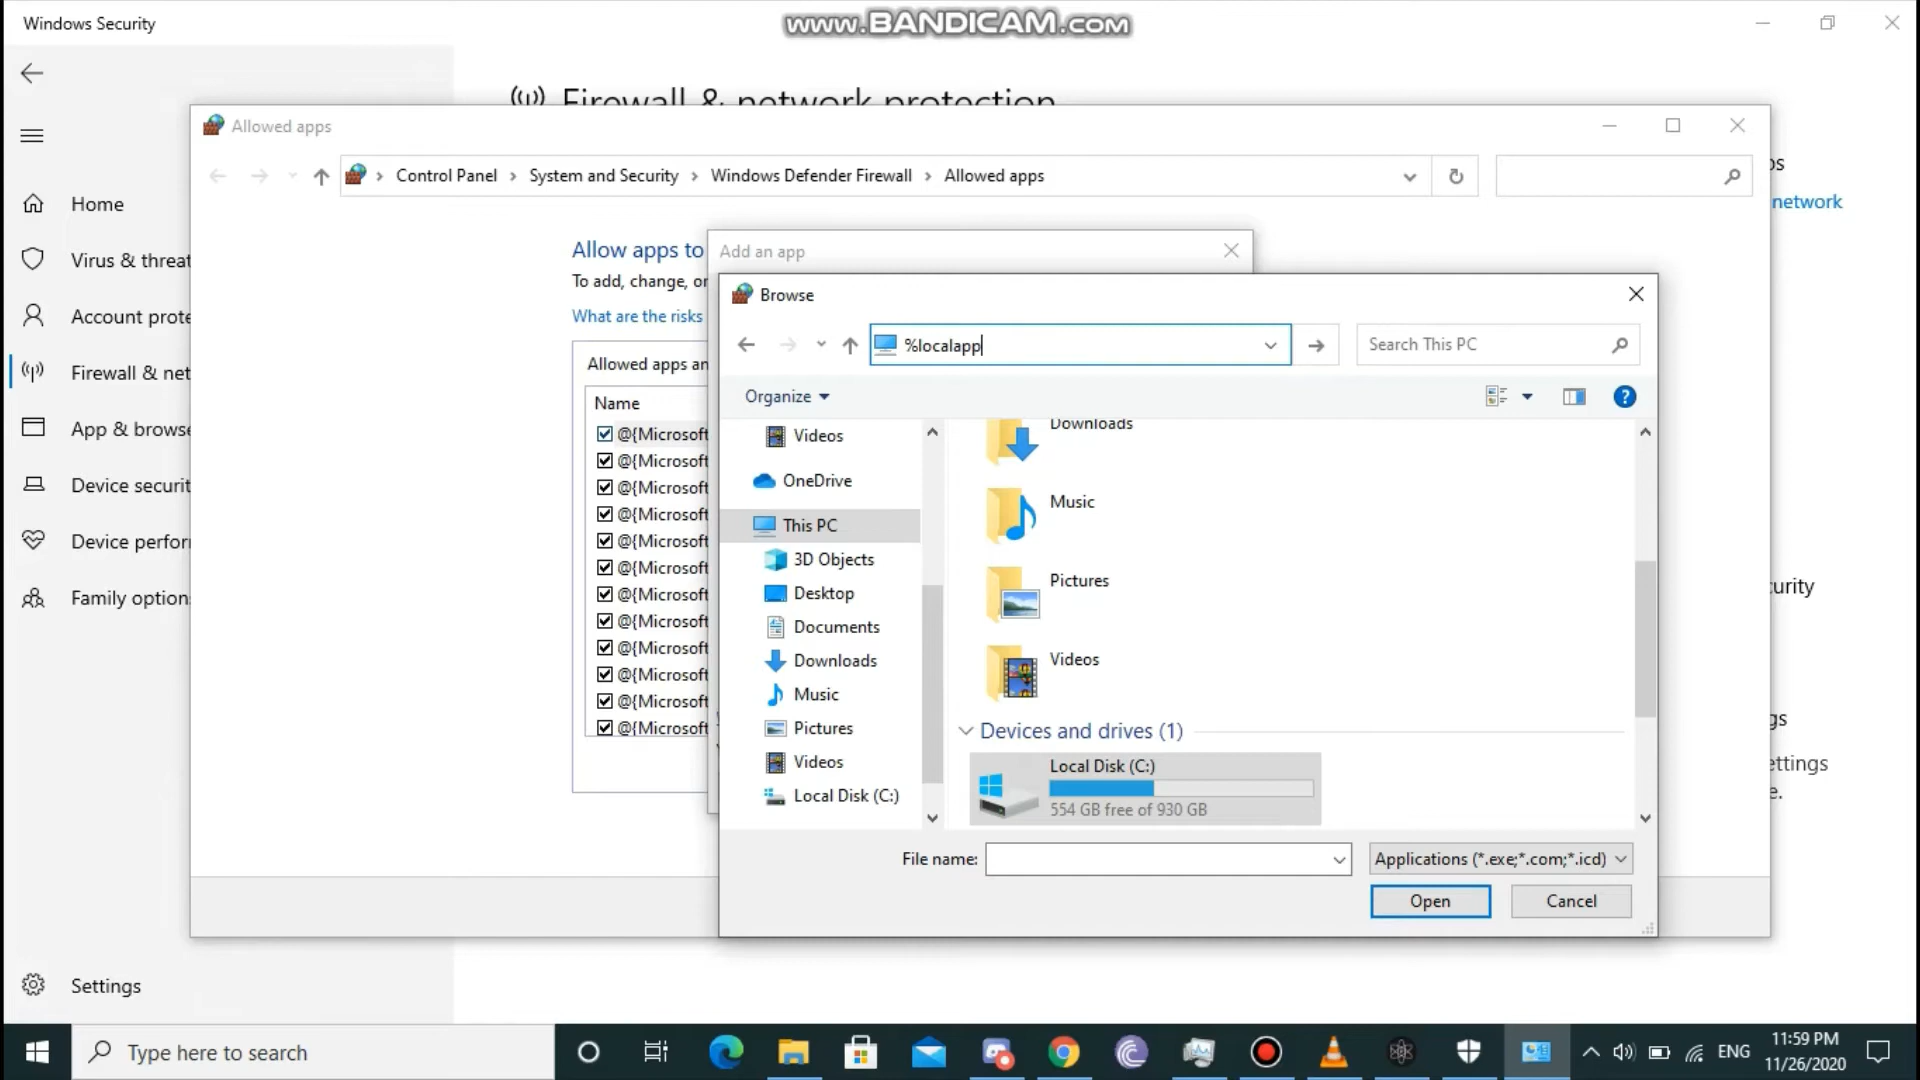 Windows Security
www.BANDICAM.com
Firewall & network protection
Allowed apps
Control Panel
System and Security
Windows Defender Firewall
Allowed apps
ps
network
Home
Virus & threat
Account prote
Firewall & net
App & browse
Device securit
Device perfor
Family option
Settings
Allow apps to
To add, change, or
What are the risks
Allowed apps an
Name
@{Microsoft
@{Microsoft
@{Microsoft
@{Microsoft
@{Microsoft
@{Microsoft
@{Microsoft
@{Microsoft
@{Microsoft
@{Microsoft
@{Microsoft
@{Microsoft
Add an app
Browse
%localapp
Search This PC
Organize
Videos
OneDrive
This PC
3D Objects
Desktop
Documents
Downloads
Music
Pictures
Videos
Local Disk (C:)
Downloads
Music
Pictures
Videos
Devices and drives (1)
Local Disk (C:)
554 GB free of 930 GB
File name:
Applications (*.exe;*.com;*.icd)
Open
Cancel
curity
gs
ettings
e.
Type here to search
ENG
11:59 PM
11/26/2020